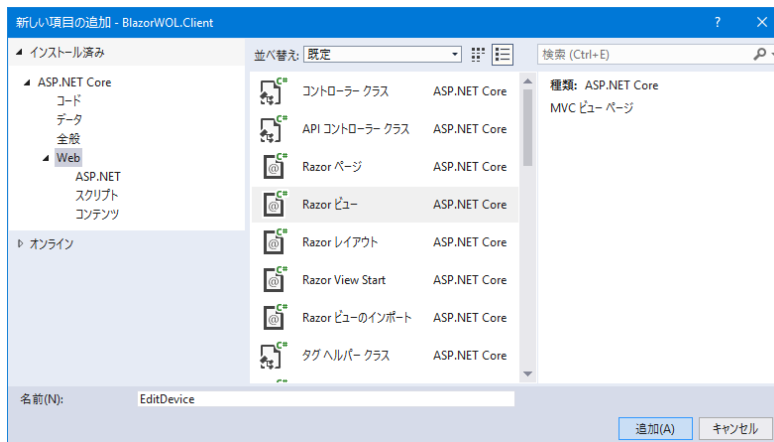 新しい項目の追加 - BlazorWOL.Client
インストール済み
ASP.NET Core
コード
データ
全般
Web
ASP.NET
スクリプト
コンテンツ
オンライン
並べ替え: 既定
コントローラー クラス ASP.NET Core
API コントローラー クラス ASP.NET Core
Razor ページ ASP.NET Core
Razor ビュー ASP.NET Core
Razor レイアウト ASP.NET Core
Razor View Start ASP.NET Core
Razor ビューのインポート ASP.NET Core
タグ ヘルパー クラス ASP.NET Core
検索 (Ctrl+E)
種類: ASP.NET Core
MVC ビュー ページ
名前(N): EditDevice
追加(A) キャンセル